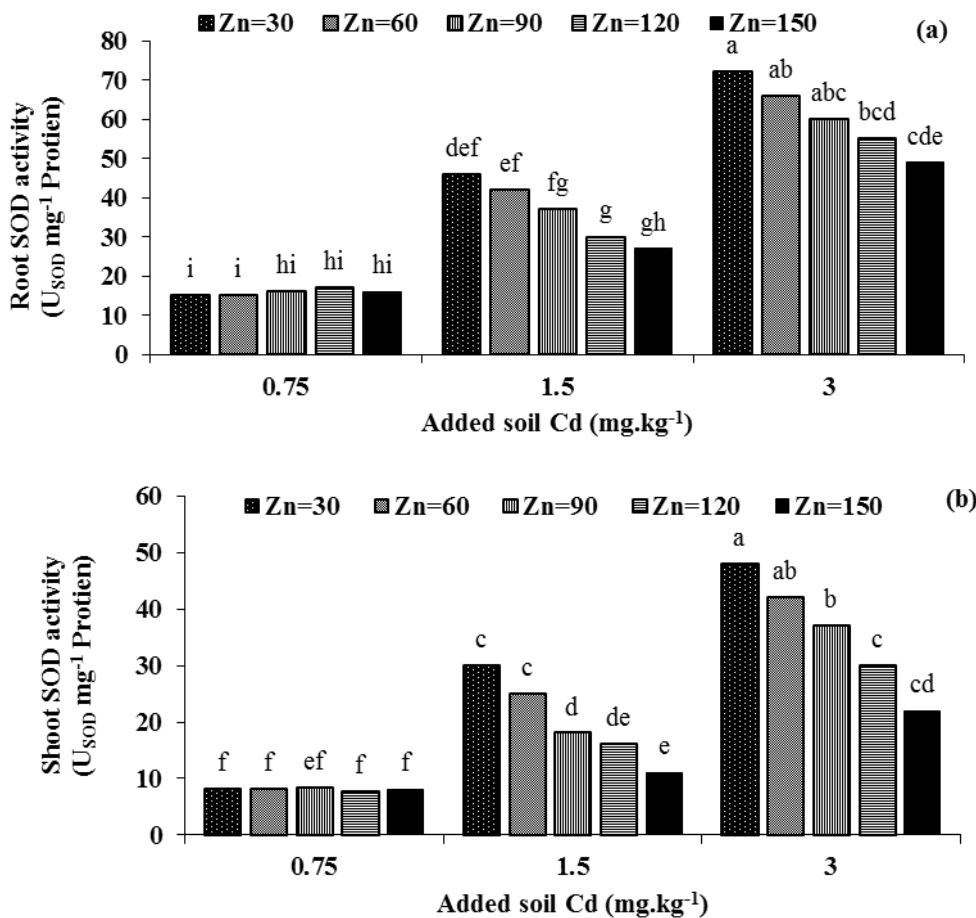 Zn=30 Zn=60 Zn=90 Zn=120 Zn=150
(a)
Root SOD activity
(U_SOD mg⁻¹ Protien)
80
70
60
50
40
30
20
10
0
i i hi hi hi
def ef fg g gh
a ab abc bcd cde
0.75 1.5 3
Added soil Cd (mg.kg⁻¹)
Zn=30 Zn=60 Zn=90 Zn=120 Zn=150
(b)
Shoot SOD activity
(U_SOD mg⁻¹ Protien)
60
50
40
30
20
10
0
f f ef f f
c c d de e
a ab b c cd
0.75 1.5 3
Added soil Cd (mg.kg⁻¹)